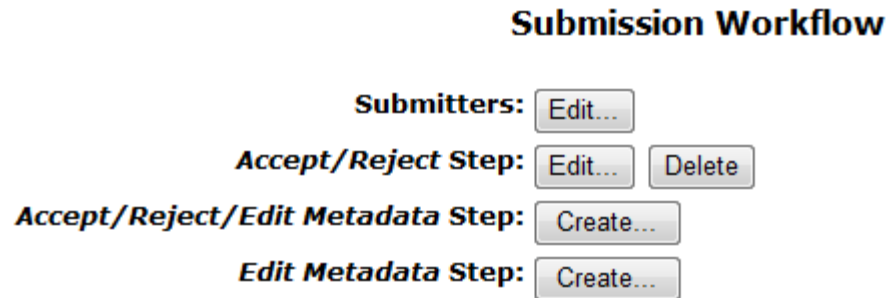 Submission Workflow
Submitters: Edit...
Accept/Reject Step: Edit... Delete
Accept/Reject/Edit Metadata Step: Create...
Edit Metadata Step: Create...